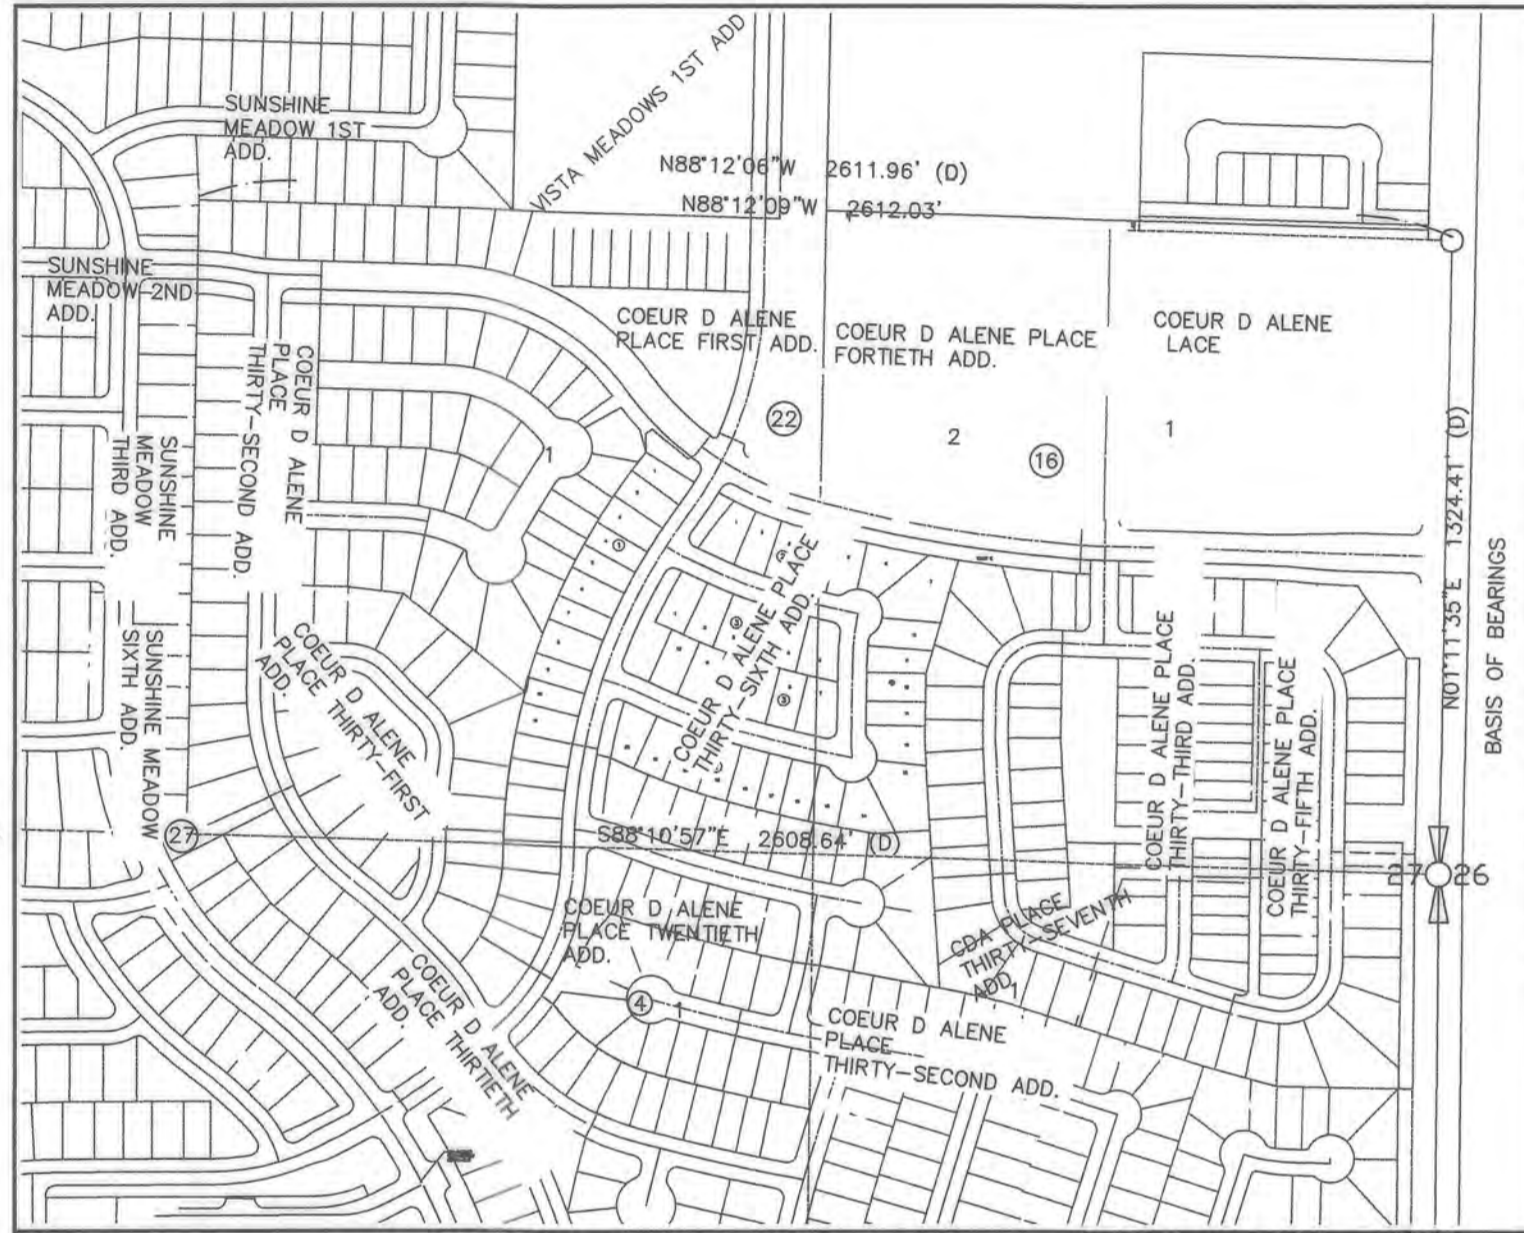 SUNSHINE
MEADOW 1ST
ADD.
VISTA MEADOWS 1ST ADD
N88°12'06"W 2611.96' (D)
N88°12'09"W 2612.03'
SUNSHINE
MEADOW 2ND
ADD.
COEUR D ALENE
PLACE FIRST ADD.
COEUR D ALENE PLACE
FORTIETH ADD.
COEUR D ALENE
LACE
COEUR D ALENE
PLACE
THIRTY-SECOND ADD.
SUNSHINE
MEADOW
THIRD ADD.
22
2
16
1
1
N01°11'35"E 1324.41' (D)
BASIS OF BEARINGS
1
3
3
COEUR D ALENE PLACE
THIRTY-SIXTH ADD.
SUNSHINE MEADOW
SIXTH ADD.
COEUR D ALENE
PLACE THIRTY-FIRST
ADD.
COEUR D ALENE PLACE
THIRTY-THIRD ADD.
COEUR D ALENE PLACE
THIRTY-FIFTH ADD.
27
S88°10'57"E 2608.64' (D)
27 26
COEUR D ALENE
PLACE TWENTIETH
ADD.
CDA PLACE
THIRTY-SEVENTH
ADD.
1
COEUR D ALENE
PLACE THIRTIETH
ADD.
4
1
COEUR D ALENE
PLACE
THIRTY-SECOND ADD.